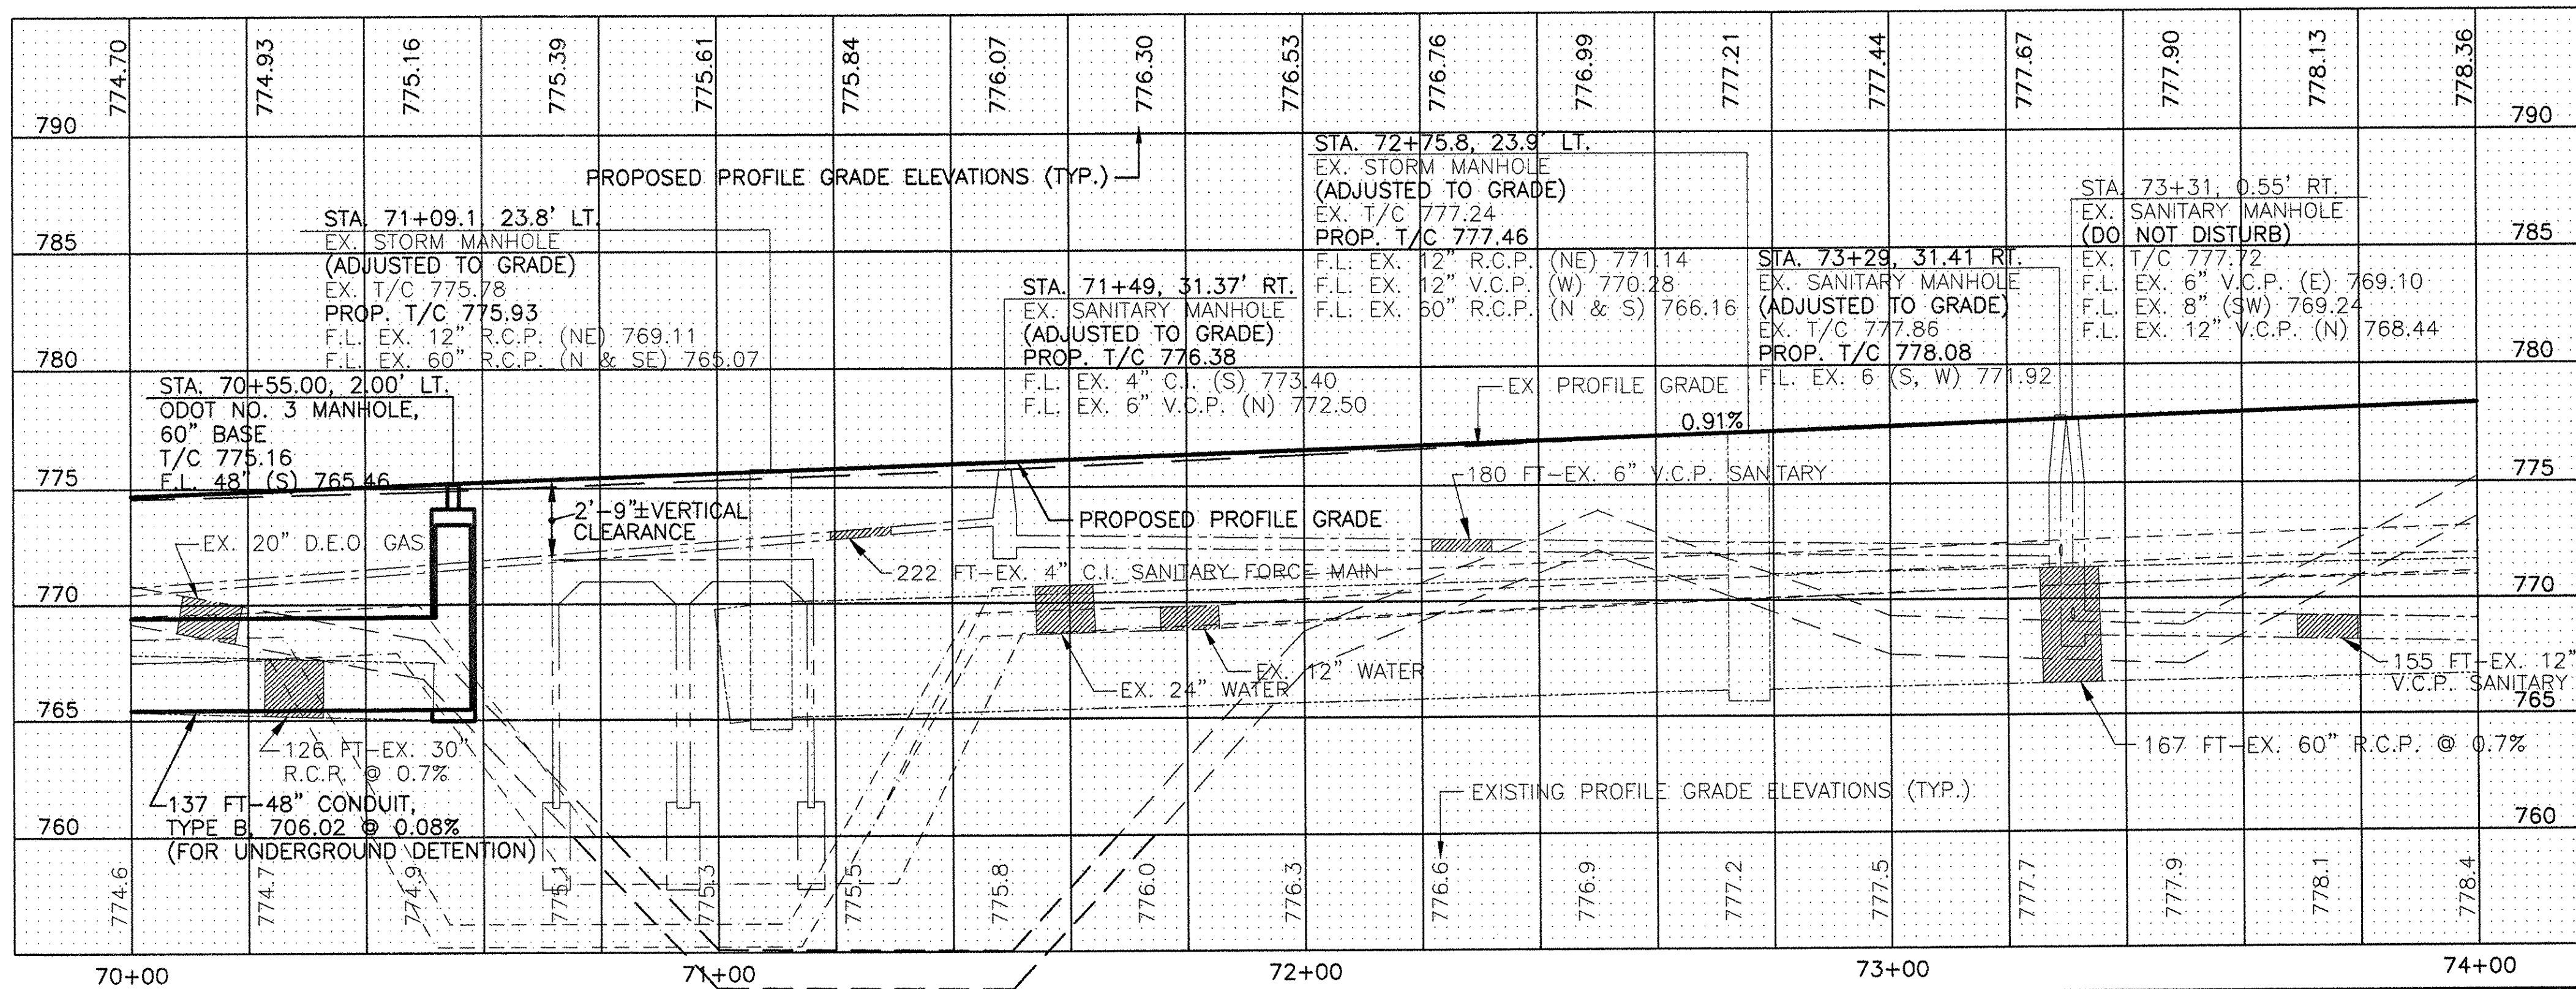 774.70
774.93
775.16
775.39
775.61
775.84
776.07
776.30
776.53
776.76
776.99
777.21
777.44
777.67
777.90
778.13
778.36
790
790
PROPOSED PROFILE GRADE ELEVATIONS (TYP.)
STA. 71+09.1, 23.8' LT.
EX. STORM MANHOLE
(ADJUSTED TO GRADE)
EX. T/C 775.78
PROP. T/C 775.93
F.L. EX. 12" R.C.P. (NE) 769.11
F.L. EX. 60" R.C.P. (N & SE) 765.07
STA. 72+75.8, 23.9' LT.
EX. STORM MANHOLE
(ADJUSTED TO GRADE)
EX. T/C 777.24
PROP. T/C 777.46
F.L. EX. 12" R.C.P. (NE) 771.14
F.L. EX. 12" V.C.P. (W) 770.28
F.L. EX. 60" R.C.P. (N & S) 766.16
STA. 73+31, 0.55' RT.
EX. SANITARY MANHOLE
(DO NOT DISTURB)
EX. T/C 777.72
F.L. EX. 6" V.C.P. (E) 769.10
F.L. EX. 8" (SW) 769.24
F.L. EX. 12" V.C.P. (N) 768.44
785
785
STA. 71+49, 31.37' RT.
EX. SANITARY MANHOLE
(ADJUSTED TO GRADE)
PROP. T/C 776.38
F.L. EX. 4" C.I. (S) 773.40
F.L. EX. 6" V.C.P. (N) 772.50
STA. 73+29, 31.41 RT.
EX. SANITARY MANHOLE
(ADJUSTED TO GRADE)
EX. T/C 777.86
PROP. T/C 778.08
F.L. EX. 6 (S, W) 771.92
780
780
STA. 70+55.00, 2.00' LT.
ODOT NO. 3 MANHOLE,
60" BASE
T/C 775.16
F.L. 48" (S) 765.46
EX. PROFILE GRADE
0.91%
775
775
180 FT-EX. 6" V.C.P. SANITARY
2'-9"±VERTICAL
CLEARANCE
PROPOSED PROFILE GRADE
EX. 20" D.E.O. GAS
222 FT-EX. 4" C.I. SANITARY FORCE MAIN
770
770
EX. 12" WATER
EX. 24" WATER
155 FT-EX. 12"
V.C.P. SANITARY
765
765
126 FT-EX. 30"
R.C.P. @ 0.7%
167 FT-EX. 60" R.C.P. @ 0.7%
137 FT-48" CONDUIT,
TYPE B, 706.02 @ 0.08%
(FOR UNDERGROUND DETENTION)
EXISTING PROFILE GRADE ELEVATIONS (TYP.)
760
760
774.6
774.7
774.9
775.1
775.3
775.5
775.8
776.0
776.3
776.6
776.9
777.2
777.5
777.7
777.9
778.1
778.4
70+00
71+00
72+00
73+00
74+00